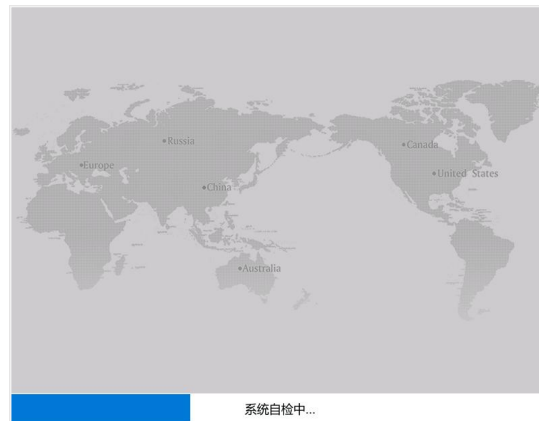 Russia
Canada
Europe
United States
China
Australia
系统自检中...